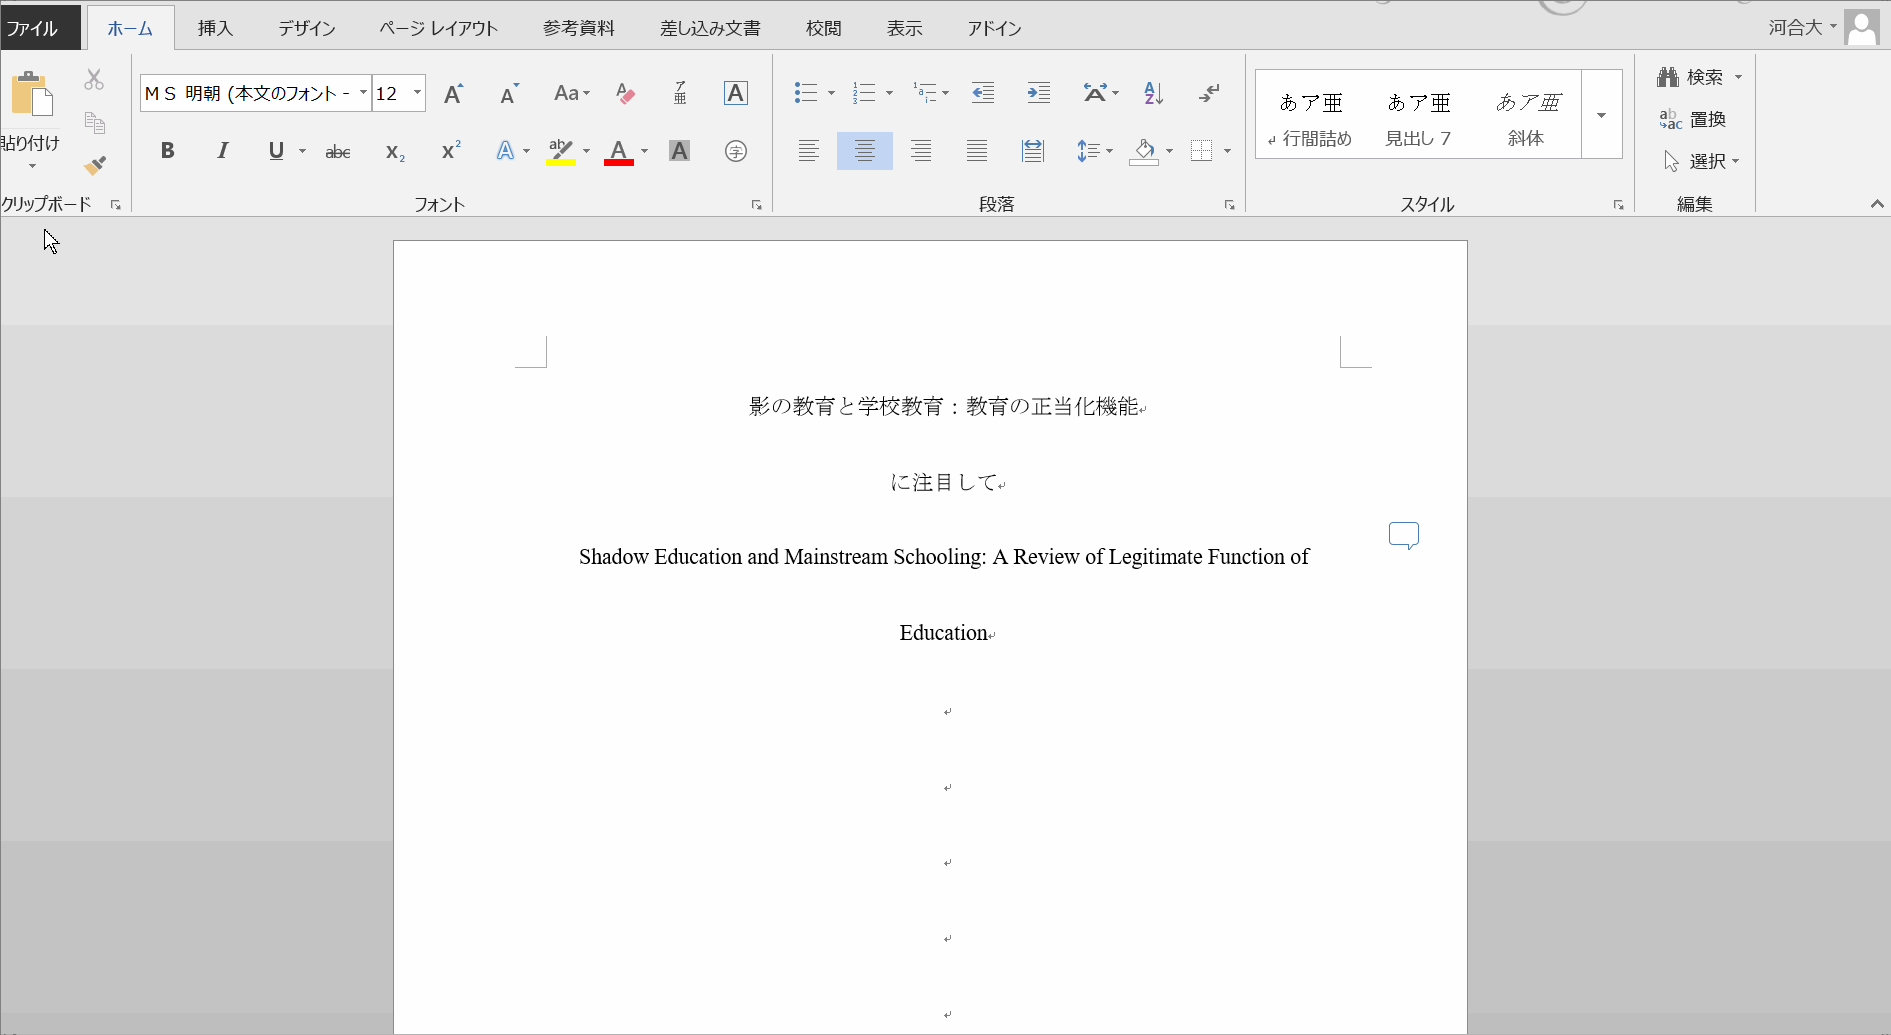 ファイル ホーム 挿入 デザイン ページ レイアウト 参考資料 差し込み文書 校閲 表示 アドイン 河合大
ＭＳ 明朝 (本文のフォント - 12 Aa ア亜 A 検索
あア亜 あア亜 あア亜
貼り付け B I U abc X₂ X² A ab A A 字 行間詰め 見出し 7 斜体 置換
選択
クリップボード フォント 段落 スタイル 編集
影の教育と学校教育：教育の正当化機能
に注目して
Shadow Education and Mainstream Schooling: A Review of Legitimate Function of
Education